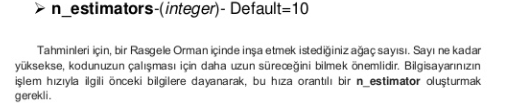 ➢ n_estimators-(integer)- Default=10
Tahminleri için, bir Rasgele Orman içinde inşa etmek istediğiniz ağaç sayısı. Sayı ne kadar
yüksekse, kodunuzun çalışması için daha uzun süreceğini bilmek önemlidir. Bilgisayarınızın
işlem hızıyla ilgili önceki bilgilere dayanarak, bu hıza orantılı bir n_estimator oluşturmak
gerekli.